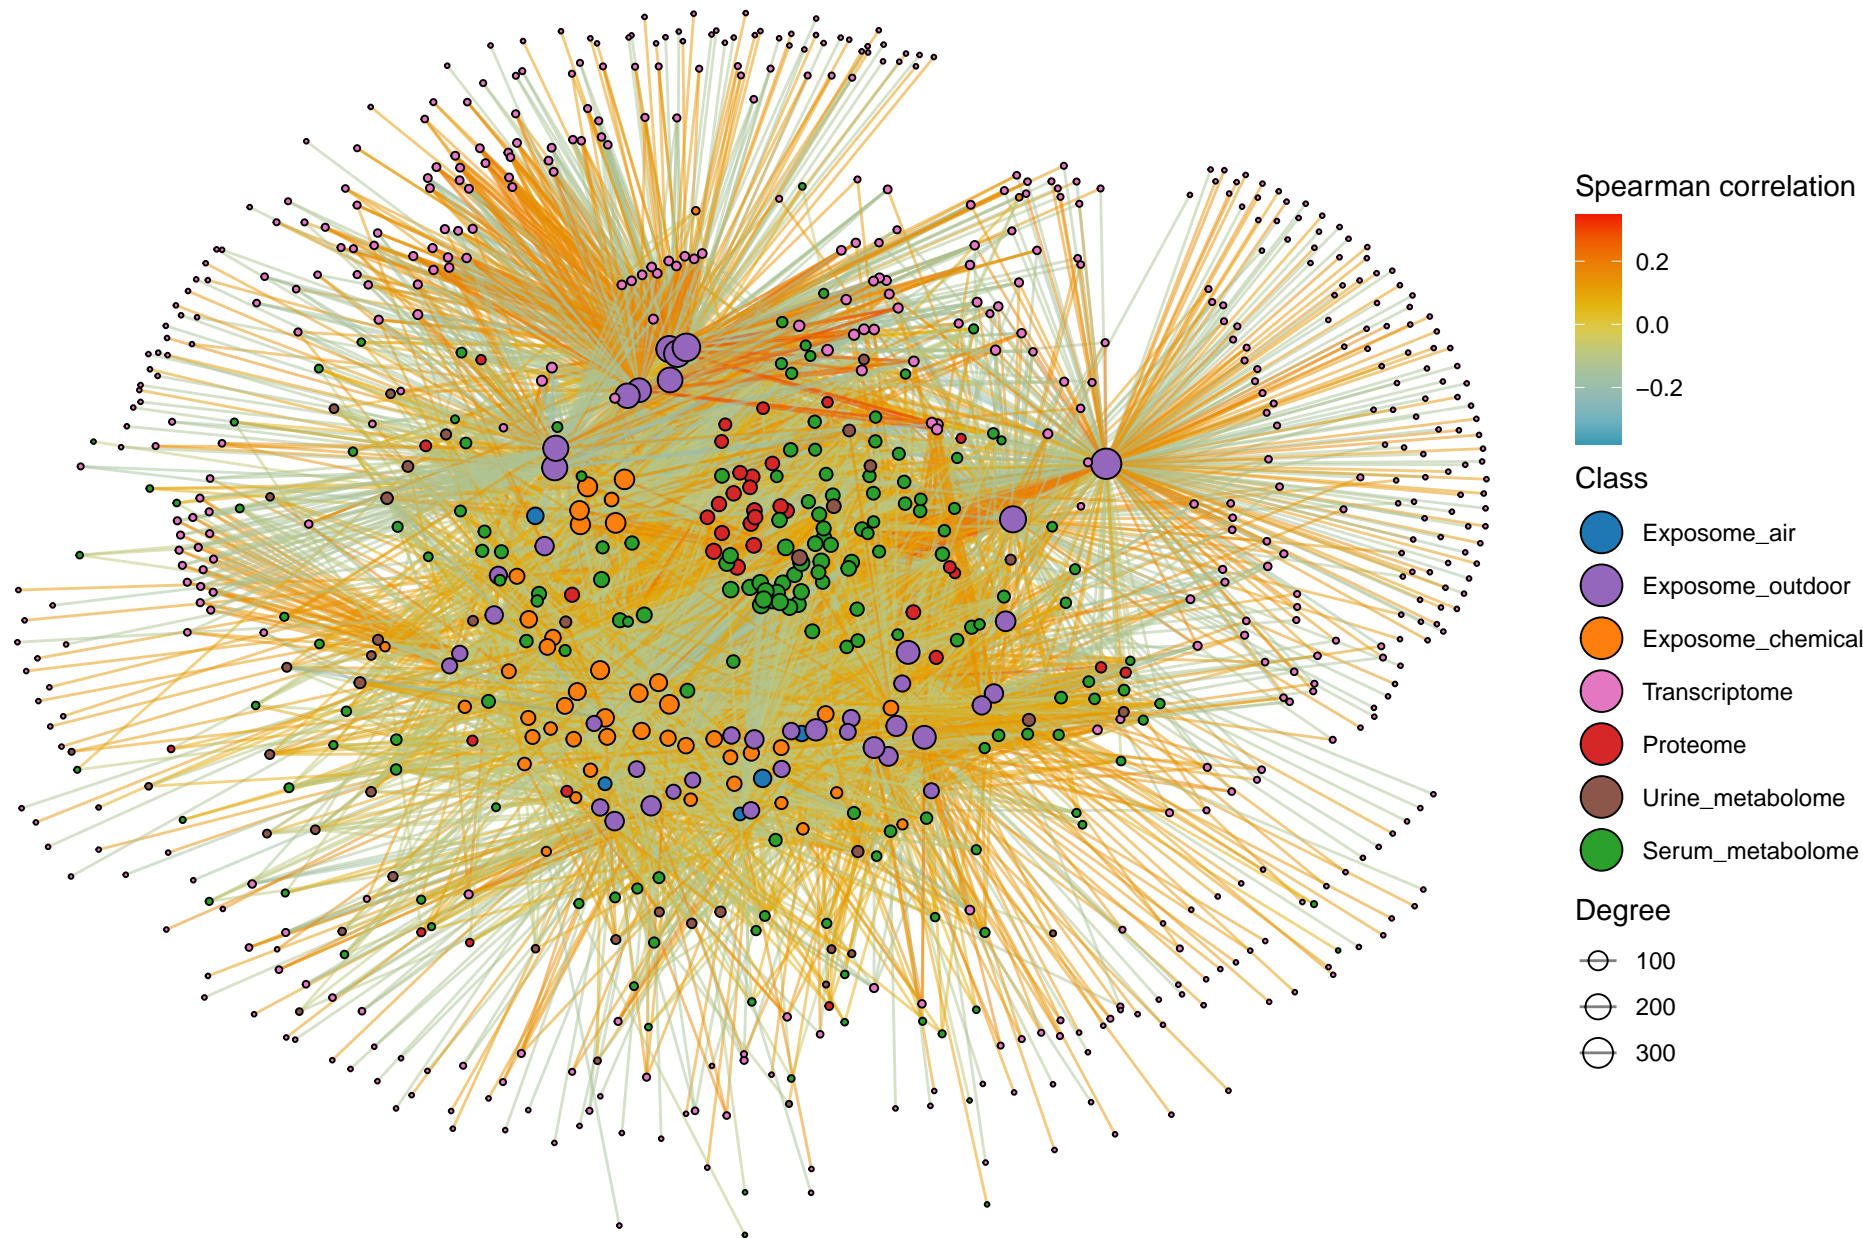 Spearman correlation
0.2
0.0
−0.2
Class
Exposome_air
Exposome_outdoor
Exposome_chemical
Transcriptome
Proteome
Urine_metabolome
Serum_metabolome
Degree
100
200
300